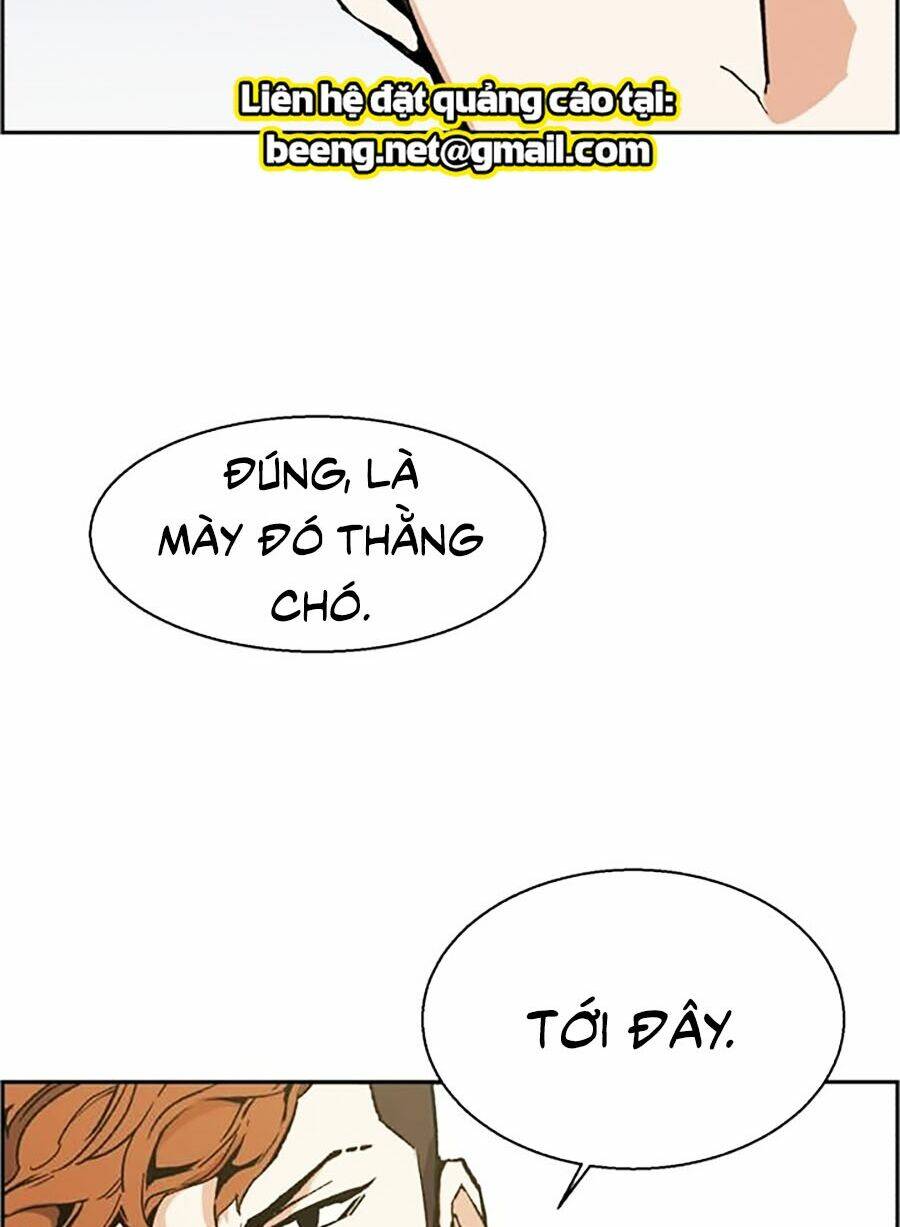 Liên hệ đặt quảng cáo tại:
beeng.net@gmail.com
ĐÚNG, LÀ
MÀY ĐÓ THẰNG
CHÓ.
TỚI ĐÂY.